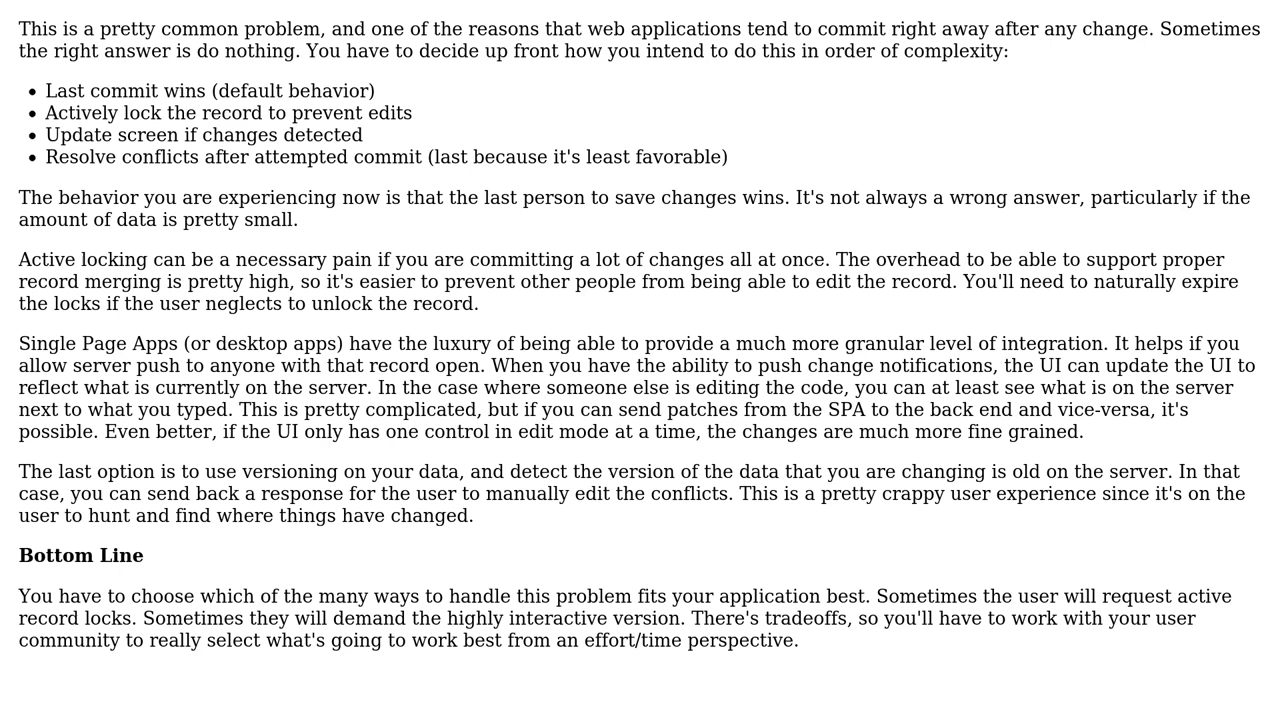 This is a pretty common problem, and one of the reasons that web applications tend to commit right away after any change. Sometimes
the right answer is do nothing. You have to decide up front how you intend to do this in order of complexity:
• Last commit wins (default behavior)
• Actively lock the record to prevent edits
• Update screen if changes detected
• Resolve conflicts after attempted commit (last because it's least favorable)
The behavior you are experiencing now is that the last person to save changes wins. It's not always a wrong answer, particularly if the
amount of data is pretty small.
Active locking can be a necessary pain if you are committing a lot of changes all at once. The overhead to be able to support proper
record merging is pretty high, so it's easier to prevent other people from being able to edit the record. You'll need to naturally expire
the locks if the user neglects to unlock the record.
Single Page Apps (or desktop apps) have the luxury of being able to provide a much more granular level of integration. It helps if you
allow server push to anyone with that record open. When you have the ability to push change notifications, the UI can update the UI to
reflect what is currently on the server. In the case where someone else is editing the code, you can at least see what is on the server
next to what you typed. This is pretty complicated, but if you can send patches from the SPA to the back end and vice-versa, it's
possible. Even better, if the UI only has one control in edit mode at a time, the changes are much more fine grained.
The last option is to use versioning on your data, and detect the version of the data that you are changing is old on the server. In that
case, you can send back a response for the user to manually edit the conflicts. This is a pretty crappy user experience since it's on the
user to hunt and find where things have changed.
Bottom Line
You have to choose which of the many ways to handle this problem fits your application best. Sometimes the user will request active
record locks. Sometimes they will demand the highly interactive version. There's tradeoffs, so you'll have to work with your user
community to really select what's going to work best from an effort/time perspective.